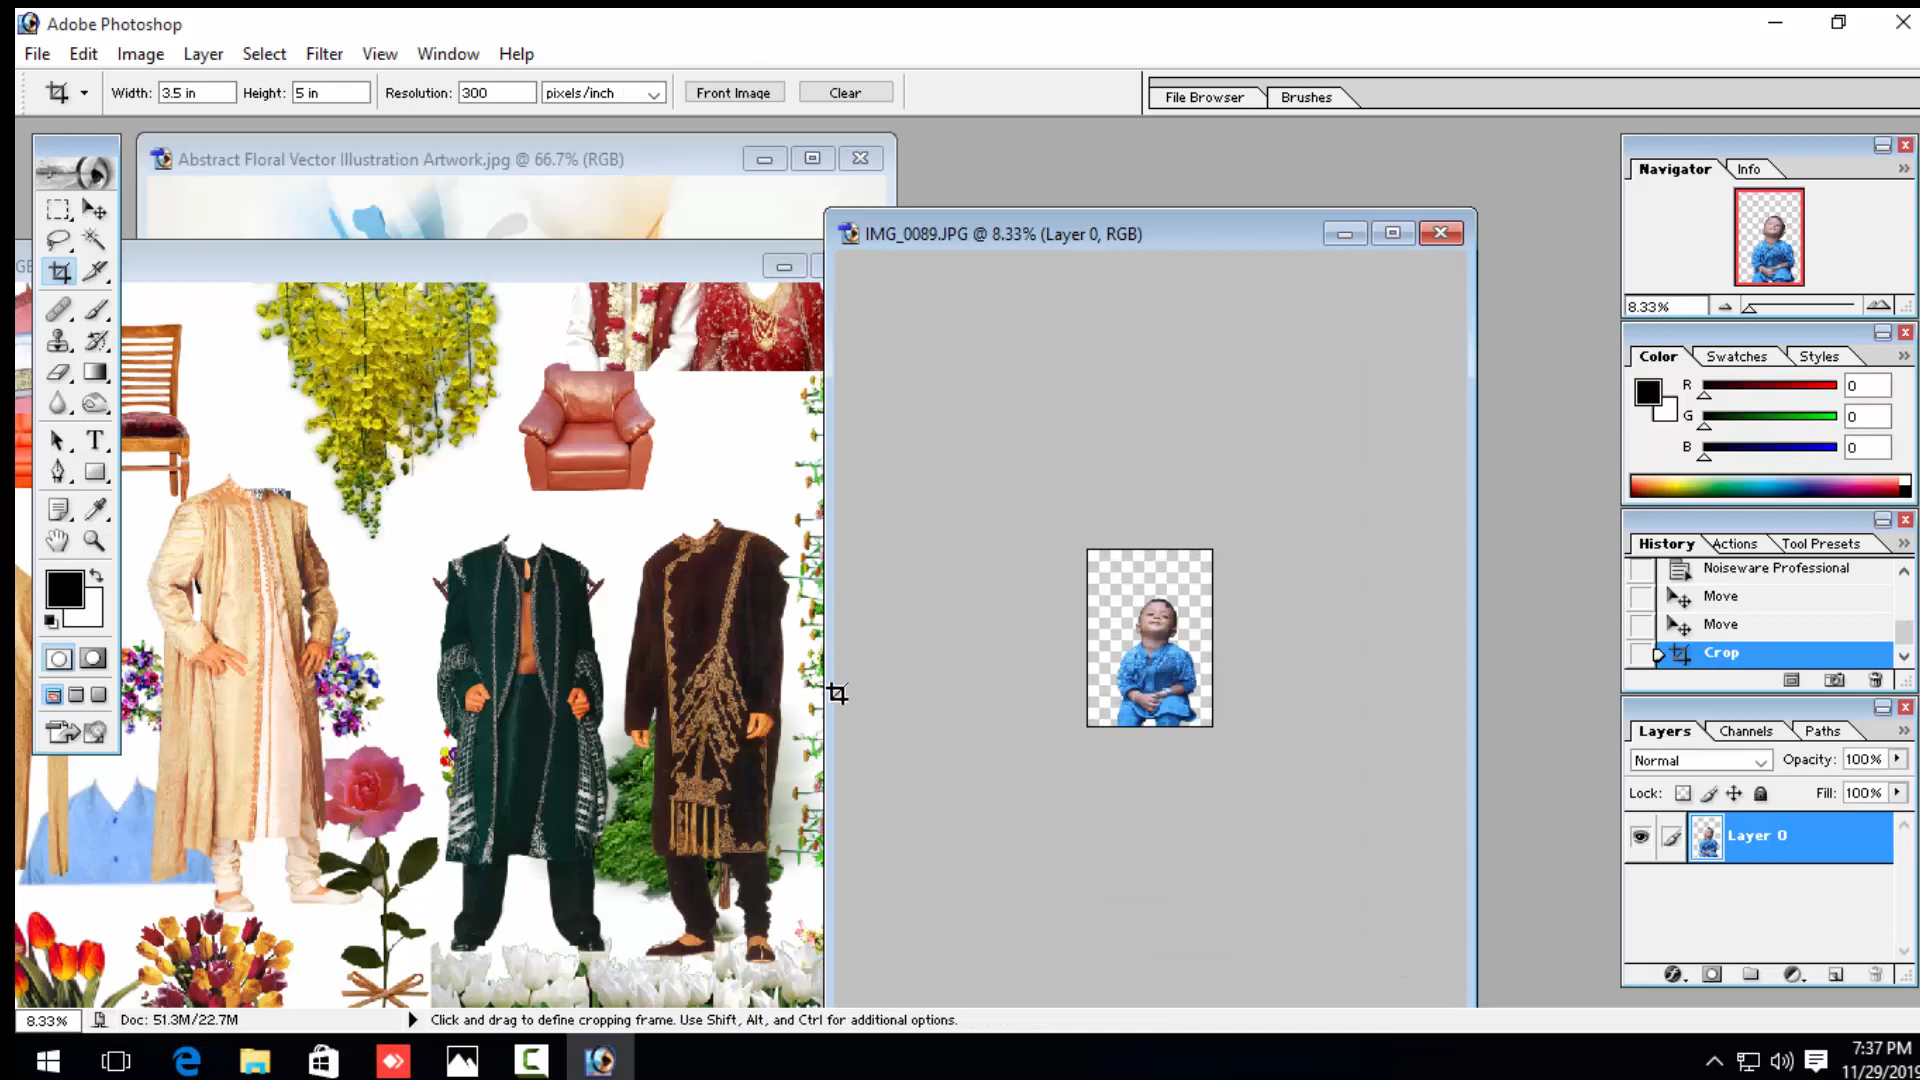 Adobe Photoshop
File Edit Image Layer Select Filter View Window Help
Width: 3.5 in Height: 5 in Resolution: 300 pixels/inch Front Image Clear
File Browser Brushes
Abstract Floral Vector Illustration Artwork.jpg @ 66.7% (RGB)
IMG_0089.JPG @ 8.33% (Layer 0, RGB)
Navigator Info
8.33%
Color Swatches Styles
R 0
G 0
B 0
History Actions Tool Presets
Noiseware Professional
Move
Move
Crop
Layers Channels Paths
Normal Opacity: 100%
Lock: Fill: 100%
Layer 0
8.33% Doc: 51.3M/22.7M Click and drag to define cropping frame. Use Shift, Alt, and Ctrl for additional options.
7:37 PM
11/29/2019